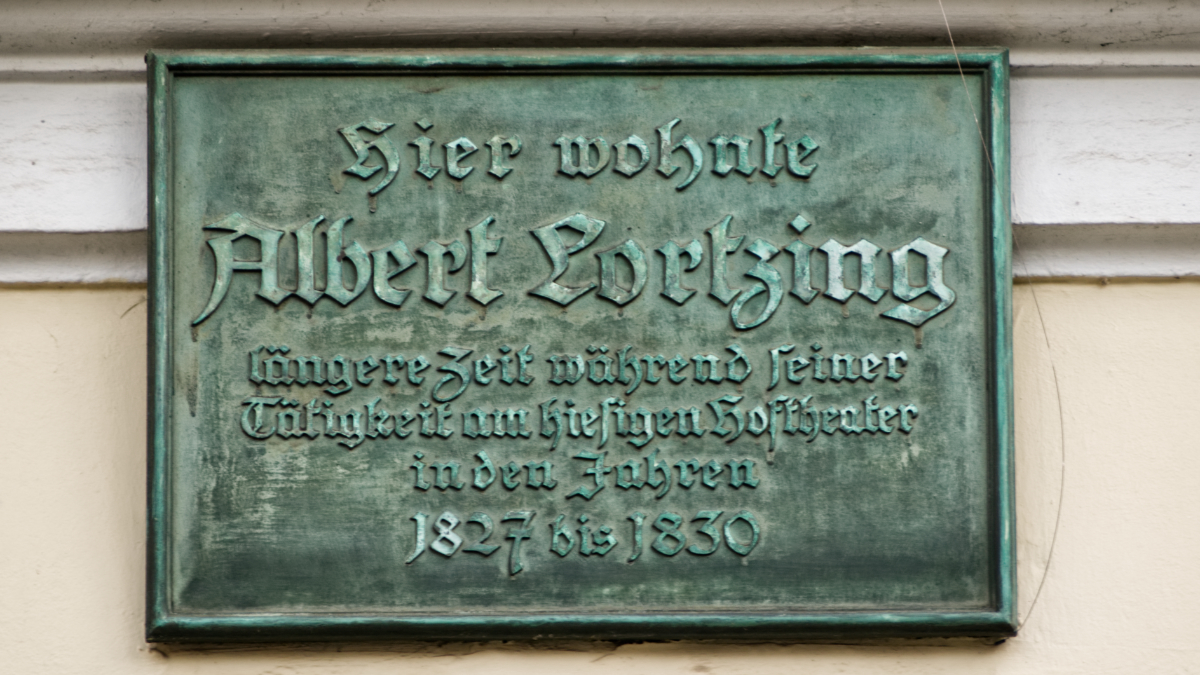 Hier wohnte
Albert Lortzing
längere Zeit während seiner
Tätigkeit am hiesigen Hoftheater
in den Jahren
1827 bis 1830